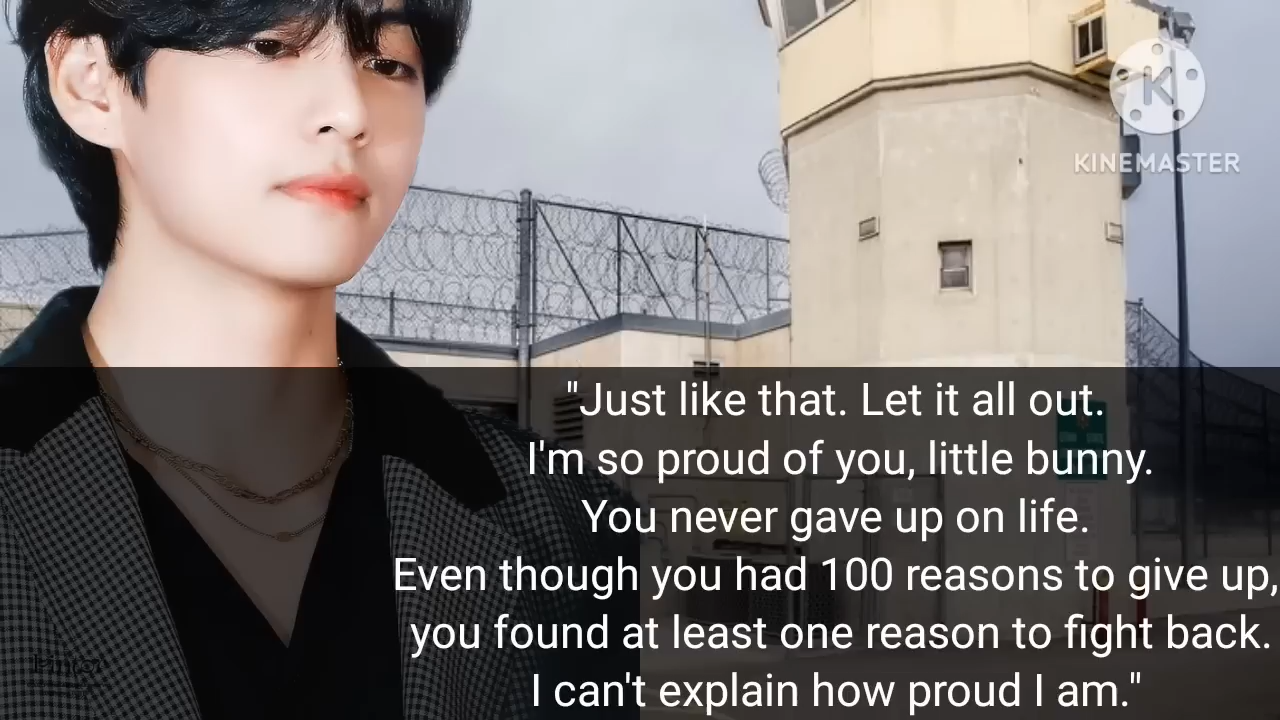 K
KINEMASTER
"Just like that. Let it all out.
I'm so proud of you, little bunny.
You never gave up on life.
Even though you had 100 reasons to give up,
you found at least one reason to fight back.
I can't explain how proud I am."